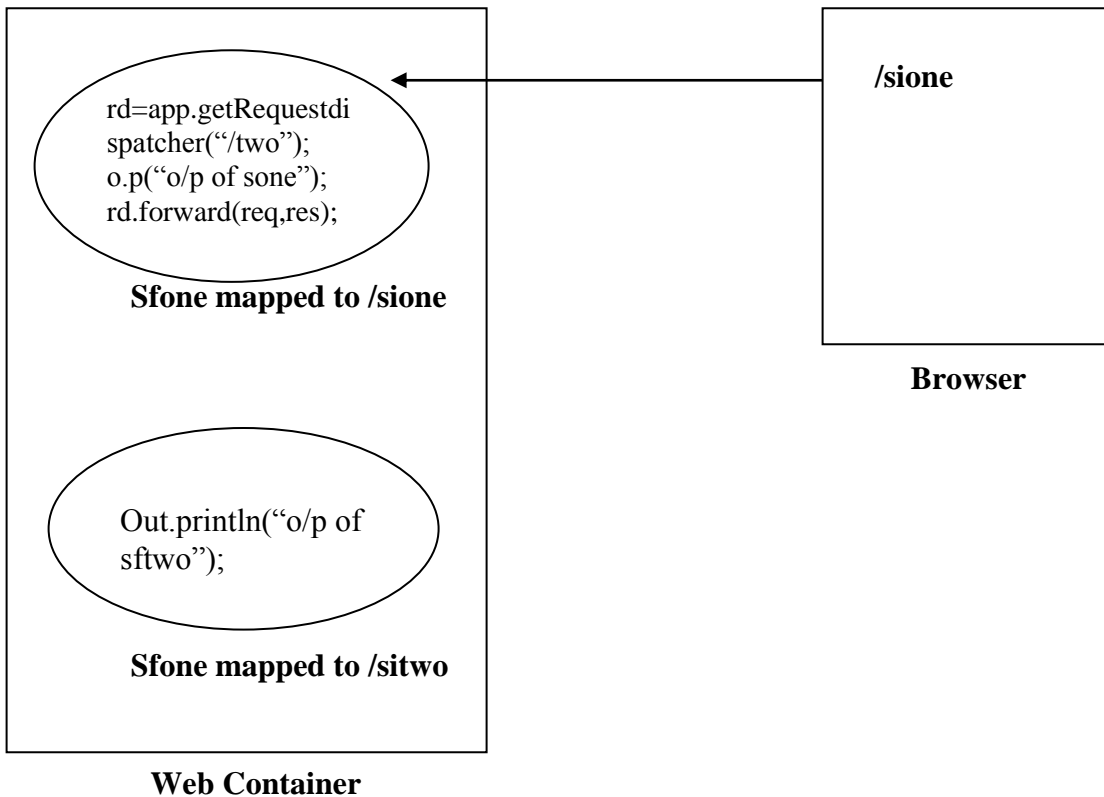 rd=app.getRequestdi
spatcher(“/two”);
o.p(“o/p of sone”);
rd.forward(req,res);
Sfone mapped to /sione
/sione
Browser
Out.println(“o/p of
sftwo”);
Sfone mapped to /sitwo
Web Container